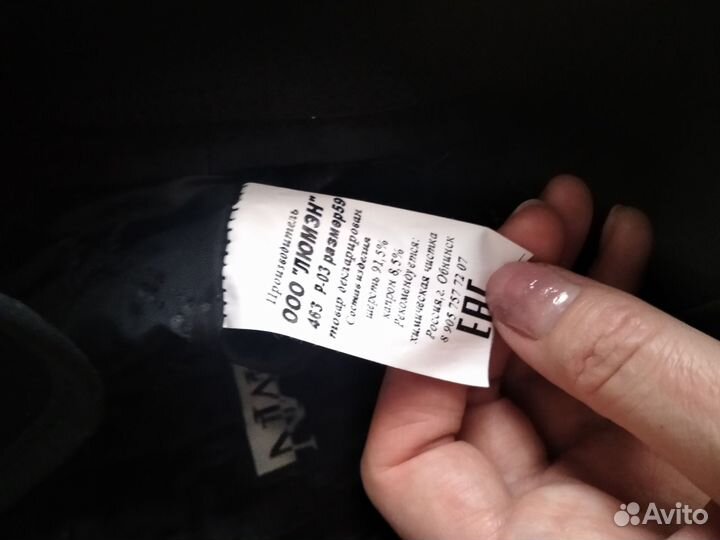 Производитель
ООО "ЛЮМЭН"
463 Р-03 размер59
товар декларирован
Состав изделия
шерсть 91,5%
капрон 8,5%
Рекомендуется:
химическая чистка
Россия,г. Обнинск
8 905 757 72 07
ЕАС
Avito